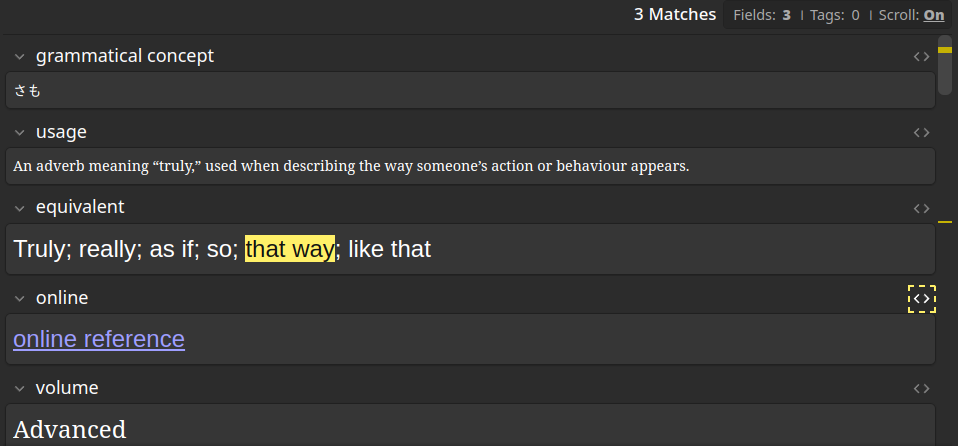 3 Matches Fields: 3 | Tags: 0 | Scroll: On
grammatical concept
さも
usage
An adverb meaning “truly,” used when describing the way someone’s action or behaviour appears.
equivalent
Truly; really; as if; so; that way; like that
online
online reference
volume
Advanced